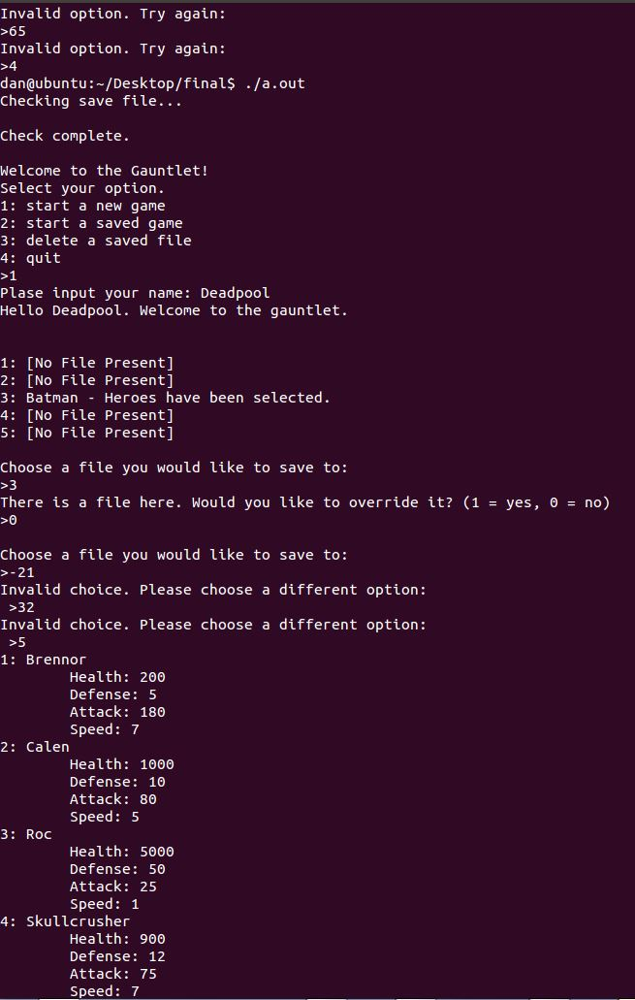 Invalid option. Try again:
>65
Invalid option. Try again:
>4
dan@ubuntu:~/Desktop/final$ ./a.out
Checking save file...
Check complete.
Welcome to the Gauntlet!
Select your option.
1: start a new game
2: start a saved game
3: delete a saved file
4: quit
>1
Plase input your name: Deadpool
Hello Deadpool. Welcome to the gauntlet.
1: [No File Present]
2: [No File Present]
3: Batman - Heroes have been selected.
4: [No File Present]
5: [No File Present]
Choose a file you would like to save to:
>3
There is a file here. Would you like to override it? (1 = yes, 0 = no)
>0
Choose a file you would like to save to:
>-21
Invalid choice. Please choose a different option:
>32
Invalid choice. Please choose a different option:
>5
1: Brennor
Health: 200
Defense: 5
Attack: 180
Speed: 7
2: Calen
Health: 1000
Defense: 10
Attack: 80
Speed: 5
3: Roc
Health: 5000
Defense: 50
Attack: 25
Speed: 1
4: Skullcrusher
Health: 900
Defense: 12
Attack: 75
Speed: 7